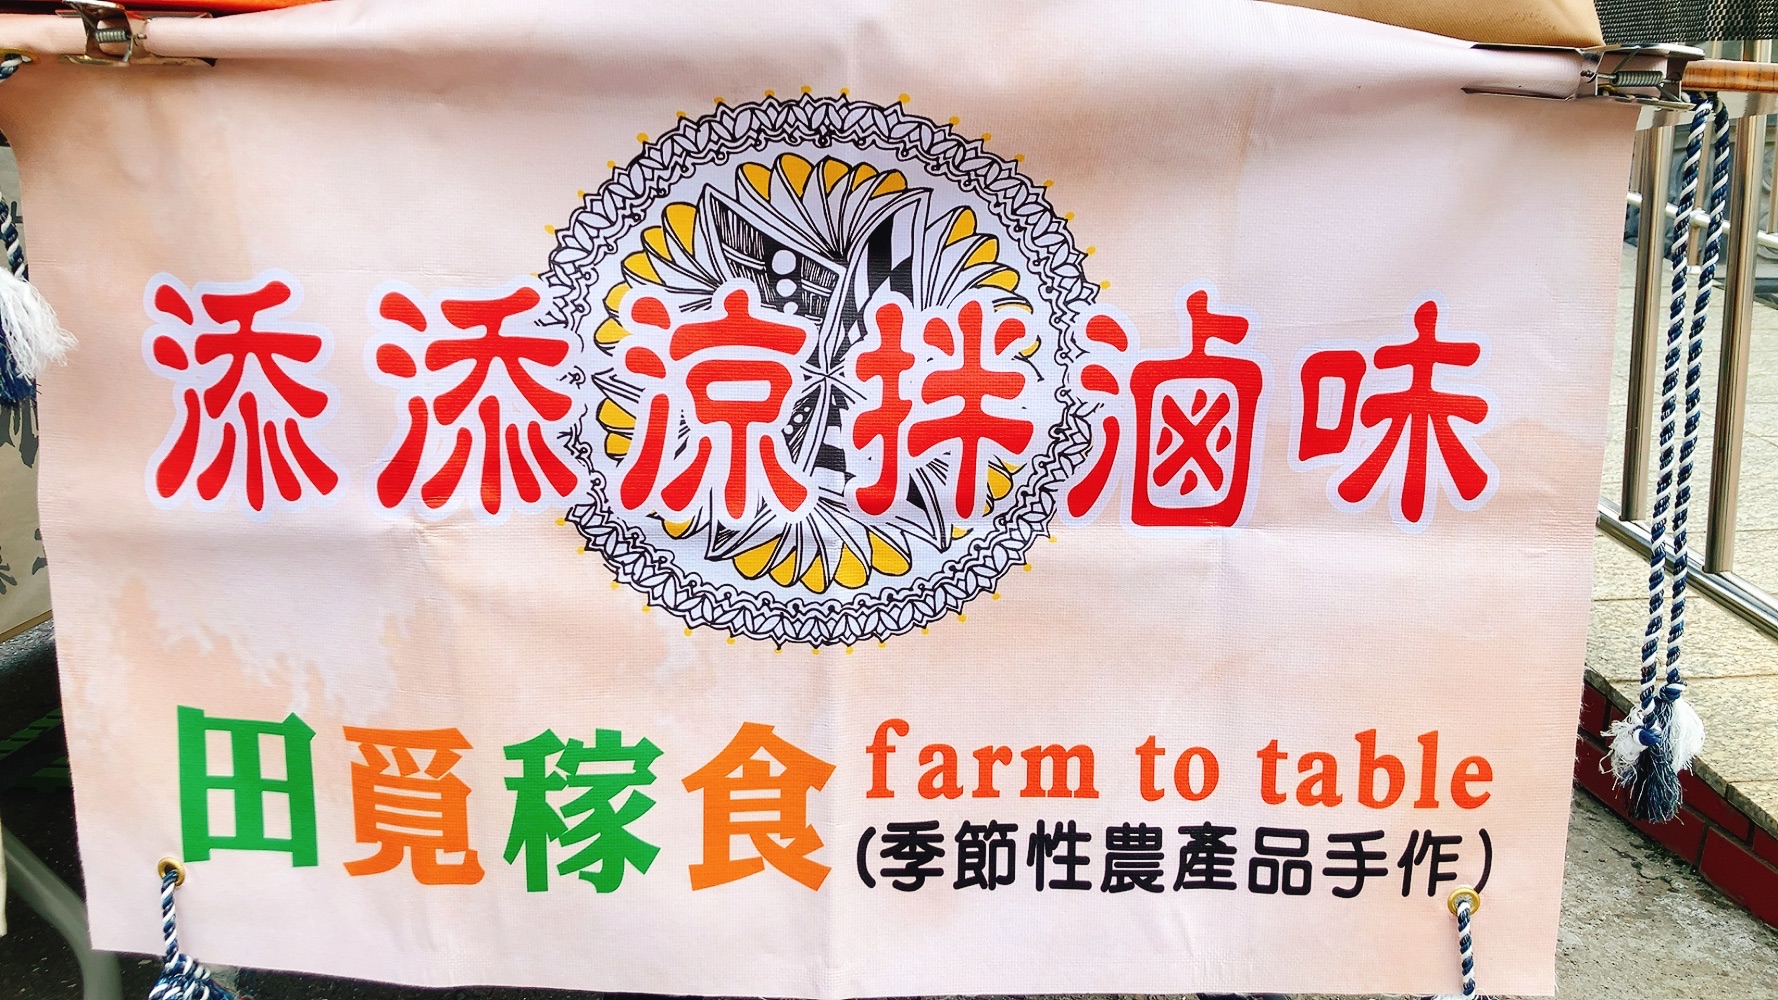 添添涼拌滷味
田覓稼食 farm to table
(季節性農產品手作)